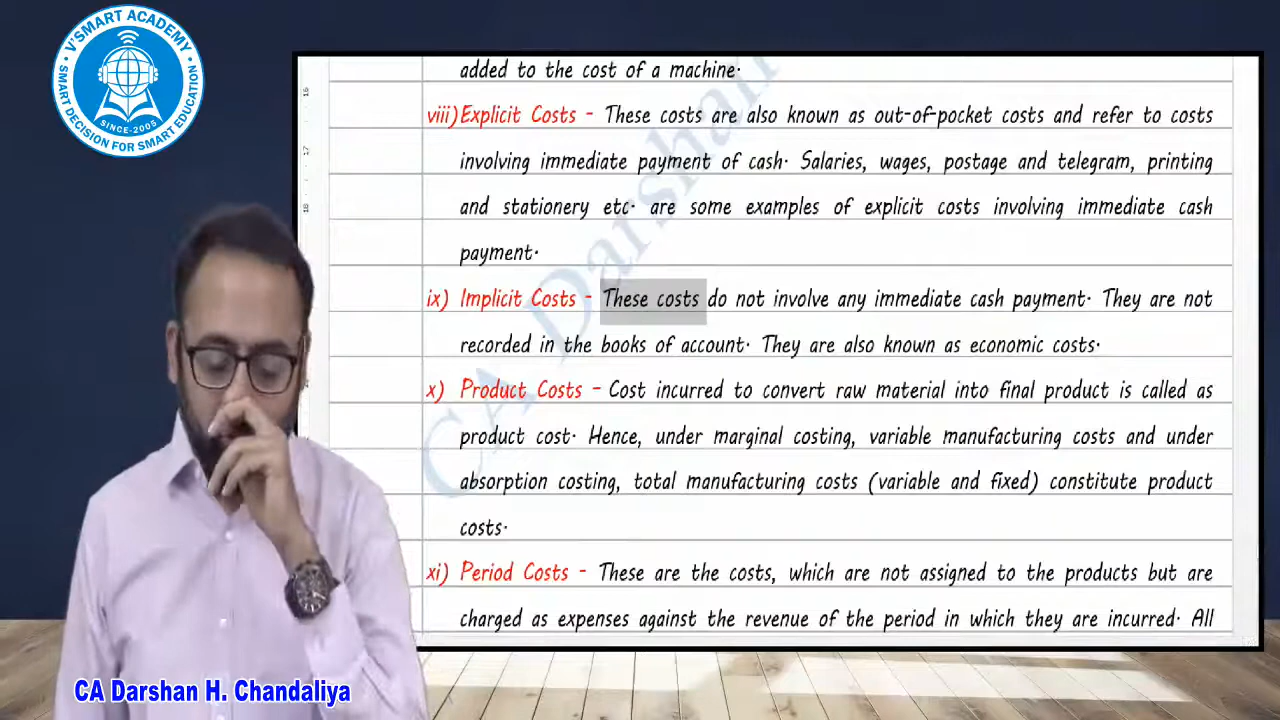 V'SMART ACADEMY
SINCE-2005
SMART DECISION FOR SMART EDUCATION
added to the cost of a machine.
16
viii) Explicit Costs - These costs are also known as out-of-pocket costs and refer to costs
17
involving immediate payment of cash. Salaries, wages, postage and telegram, printing
18
and stationery etc. are some examples of explicit costs involving immediate cash
payment.
ix) Implicit Costs - These costs do not involve any immediate cash payment. They are not
recorded in the books of account. They are also known as economic costs.
x) Product Costs - Cost incurred to convert raw material into final product is called as
product cost. Hence, under marginal costing, variable manufacturing costs and under
absorption costing, total manufacturing costs (variable and fixed) constitute product
costs.
xi) Period Costs - These are the costs, which are not assigned to the products but are
charged as expenses against the revenue of the period in which they are incurred. All
CA Darshan
CA Darshan H. Chandaliya